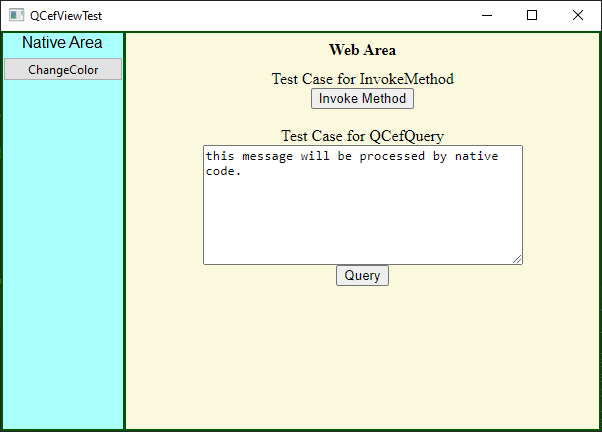 QCefViewTest
Native Area
ChangeColor
Web Area
Test Case for InvokeMethod
Invoke Method
Test Case for QCefQuery
this message will be processed by native
code.
Query